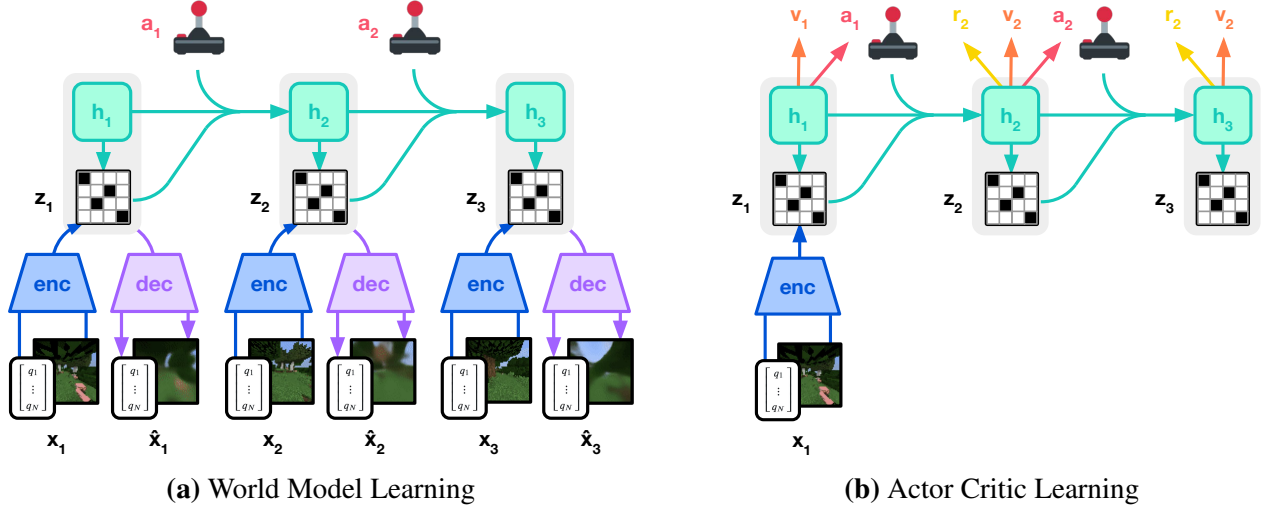 a1 a2
h1 h2 h3
z1 z2 z3
enc dec enc dec enc dec
[q1 ⋮ qN] [q1 ⋮ qN] [q1 ⋮ qN] [q1 ⋮ qN] [q1 ⋮ qN] [q1 ⋮ qN]
x1 x̂1 x2 x̂2 x3 x̂3
(a) World Model Learning
v1 a1 r2 v2 a2 r2 v2
h1 h2 h3
z1 z2 z3
enc
[q1 ⋮ qN]
x1
(b) Actor Critic Learning